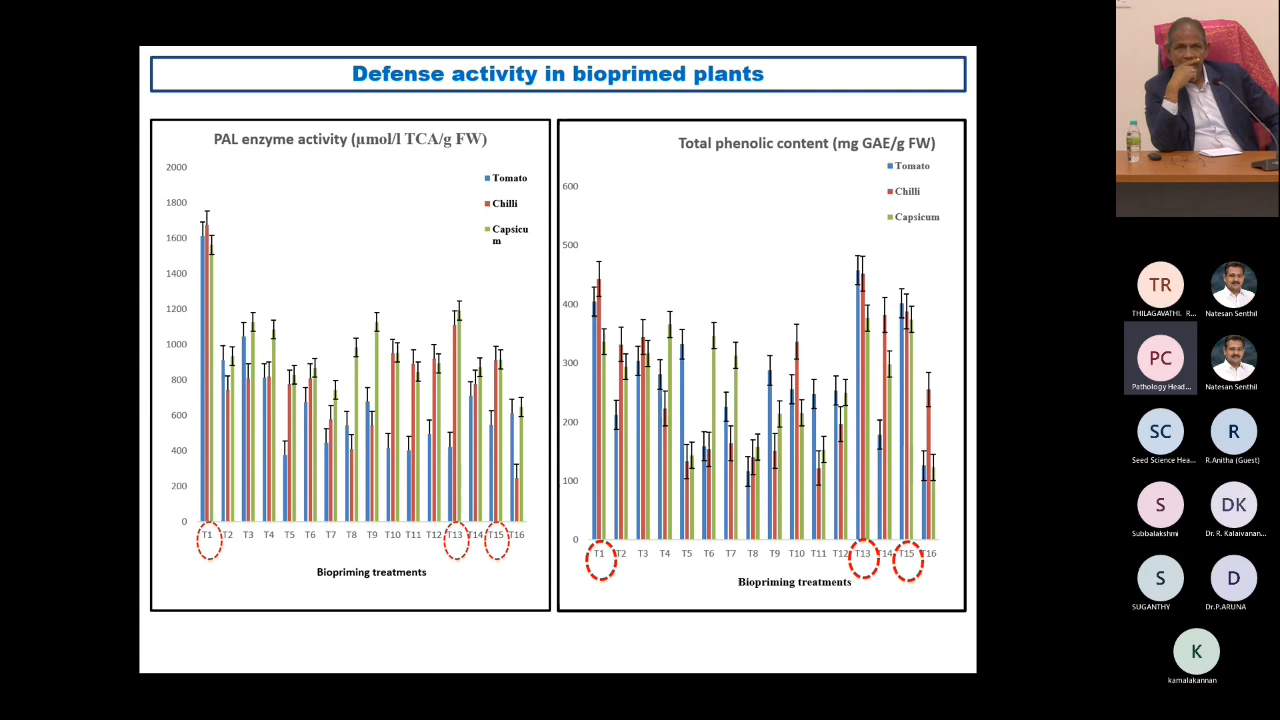 Defense activity in bioprimed plants
PAL enzyme activity (µmol/l TCA/g FW)
2000
1800
1600
1400
1200
1000
800
600
400
200
0
Tomato
Chilli
Capsicu
m
T1 T2 T3 T4 T5 T6 T7 T8 T9 T10 T11 T12 T13 T14 T15 T16
Biopriming treatments
Total phenolic content (mg GAE/g FW)
Tomato
Chilli
Capsicum
600
500
400
300
200
100
0
T1 T2 T3 T4 T5 T6 T7 T8 T9 T10 T11 T12 T13 T14 T15 T16
Biopriming treatments
TR
THILAGAVATHI. R...
Natesan Senthil
PC
Pathology Head...
Natesan Senthil
SC
Seed Science Hea...
R
R.Anitha (Guest)
S
Subbalakshmi
DK
Dr. R. Kalaivanan...
S
SUGANTHY
D
Dr.P.ARUNA
K
kamalakannan